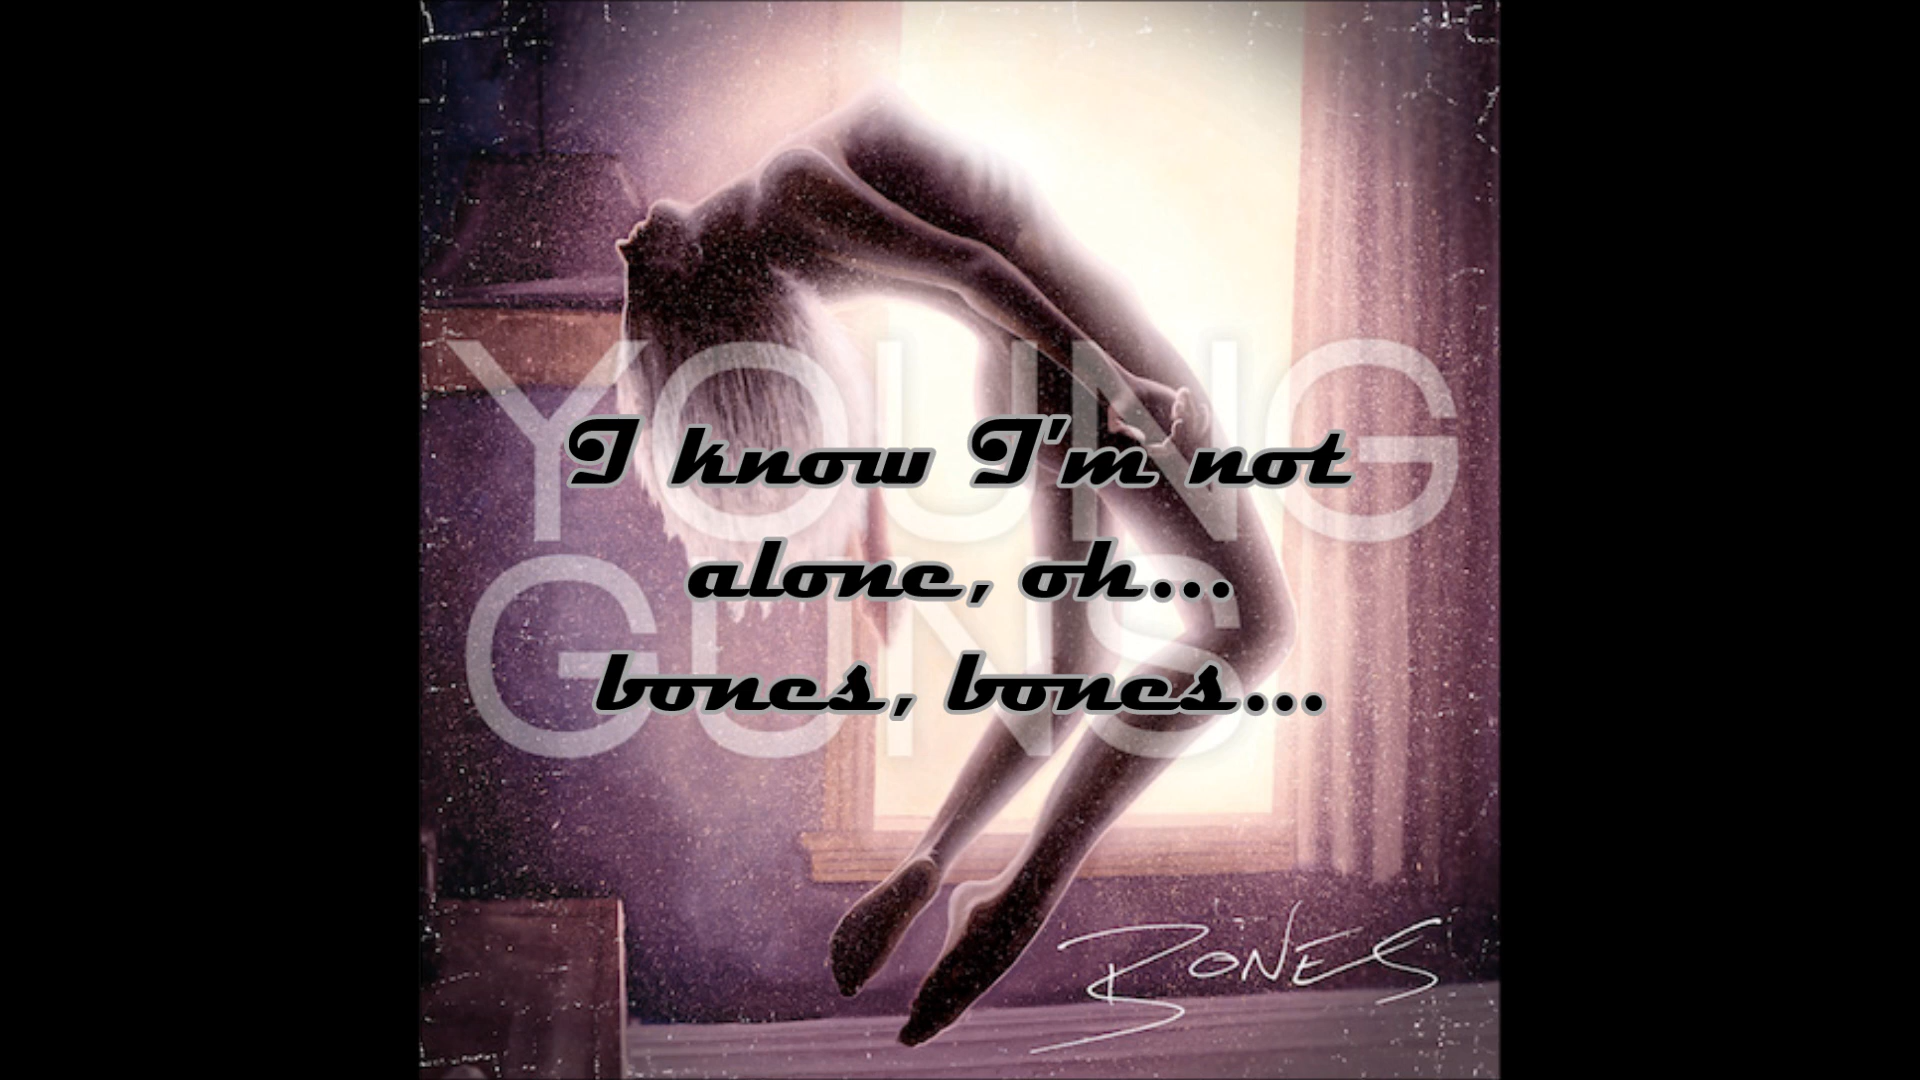 YOUNG
I know I'm not
alone, oh...
GUNS
bones, bones...
BONES